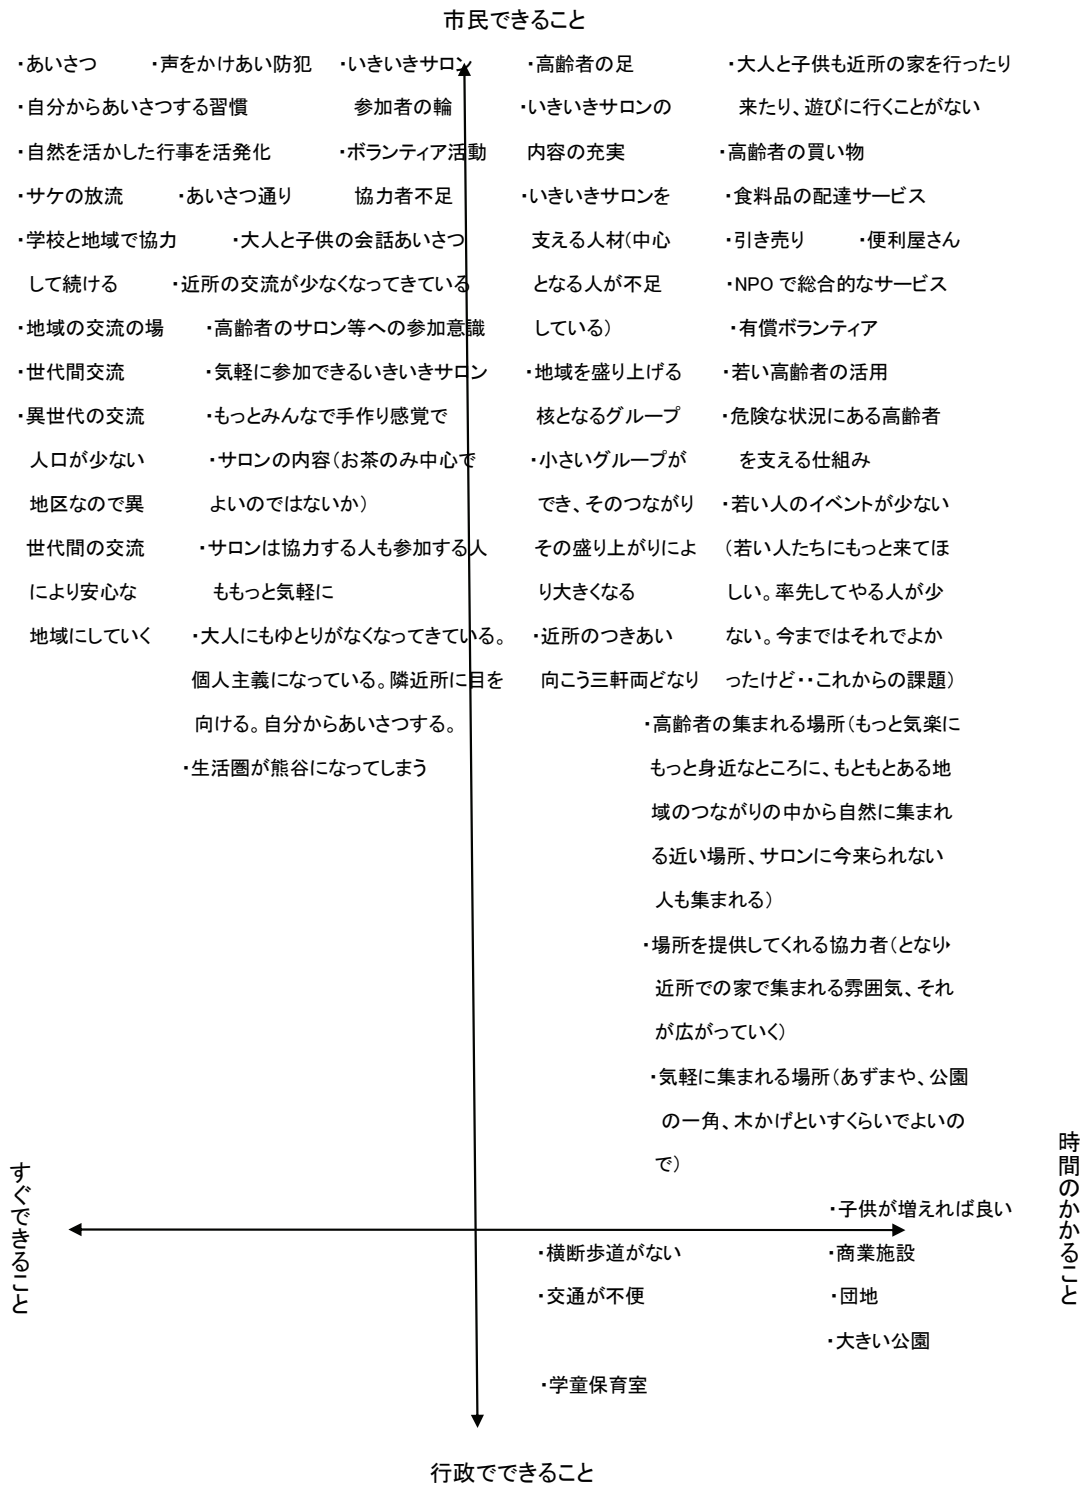 市民できること
・あいさつ
・声をかけあい防犯
・いきいきサロン
参加者の輪
・自分からあいさつする習慣
・自然を活かした行事を活発化
・ボランティア活動
協力者不足
・サケの放流
・あいさつ通り
・学校と地域で協力
して続ける
・大人と子供の会話あいさつ
・近所の交流が少なくなってきている
・地域の交流の場
・世代間交流
・異世代の交流
人口が少ない
地区なので異
世代間の交流
により安心な
地域にしていく
・高齢者のサロン等への参加意識
・気軽に参加できるいきいきサロン
・もっとみんなで手作り感覚で
・サロンの内容（お茶のみ中心で
よいのではないか）
・サロンは協力する人も参加する人
ももっと気軽に
・大人にもゆとりがなくなってきている。
個人主義になっている。隣近所に目を
向ける。自分からあいさつする。
・生活圏が熊谷になってしまう
・高齢者の足
・いきいきサロンの
内容の充実
・いきいきサロンを
支える人材（中心
となる人が不足
している）
・地域を盛り上げる
核となるグループ
・小さいグループが
でき、そのつながり
その盛り上がりによ
り大きくなる
・近所のつきあい
向こう三軒両どなり
・大人と子供も近所の家を行ったり
来たり、遊びに行くことがない
・高齢者の買い物
・食料品の配達サービス
・引き売り
・便利屋さん
・NPO で総合的なサービス
・有償ボランティア
・若い高齢者の活用
・危険な状況にある高齢者
を支える仕組み
・若い人のイベントが少ない
（若い人たちにもっと来てほ
しい。率先してやる人が少
ない。今まではそれでよか
ったけど・・これからの課題）
・高齢者の集まれる場所（もっと気楽に
もっと身近なところに、もともとある地
域のつながりの中から自然に集まれ
る近い場所、サロンに今来られない
人も集まれる）
・場所を提供してくれる協力者（となり
近所での家で集まれる雰囲気、それ
が広がっていく）
・気軽に集まれる場所（あずまや、公園
の一角、木かげといすくらいでよいの
で）
・子供が増えれば良い
すぐできること
時間のかかること
・横断歩道がない
・交通が不便
・学童保育室
・商業施設
・団地
・大きい公園
行政でできること